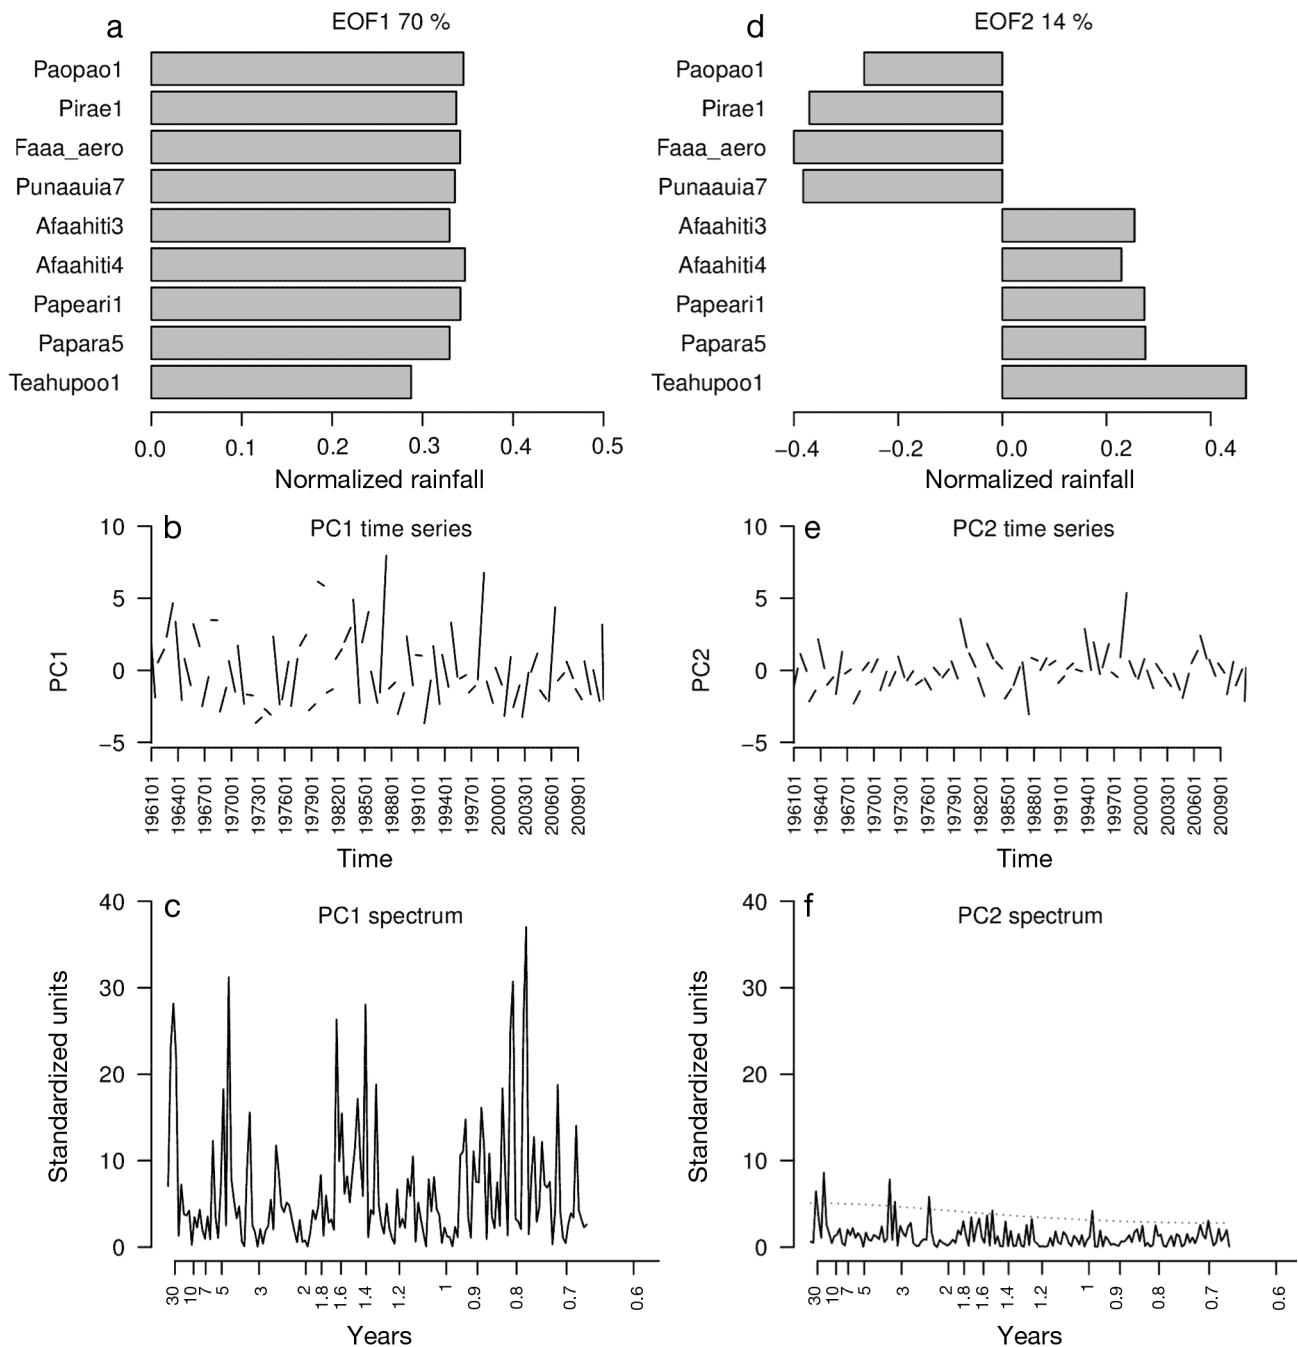 a
EOF1 70 %
Paopao1
Pirae1
Faaa_aero
Punaauia7
Afaahiti3
Afaahiti4
Papeari1
Papara5
Teahupoo1
0.0 0.1 0.2 0.3 0.4 0.5
Normalized rainfall
d
EOF2 14 %
Paopao1
Pirae1
Faaa_aero
Punaauia7
Afaahiti3
Afaahiti4
Papeari1
Papara5
Teahupoo1
−0.4 −0.2 0.0 0.2 0.4
Normalized rainfall
b
PC1 time series
PC1
10
5
0
−5
196101 196401 196701 197001 197301 197601 197901 198201 198501 198801 199101 199401 199701 200001 200301 200601 200901
Time
e
PC2 time series
PC2
10
5
0
−5
196101 196401 196701 197001 197301 197601 197901 198201 198501 198801 199101 199401 199701 200001 200301 200601 200901
Time
c
PC1 spectrum
Standardized units
40
30
20
10
0
30 10 7 5 3 2 1.8 1.6 1.4 1.2 1 0.9 0.8 0.7 0.6
Years
f
PC2 spectrum
Standardized units
40
30
20
10
0
30 10 7 5 3 2 1.8 1.6 1.4 1.2 1 0.9 0.8 0.7 0.6
Years